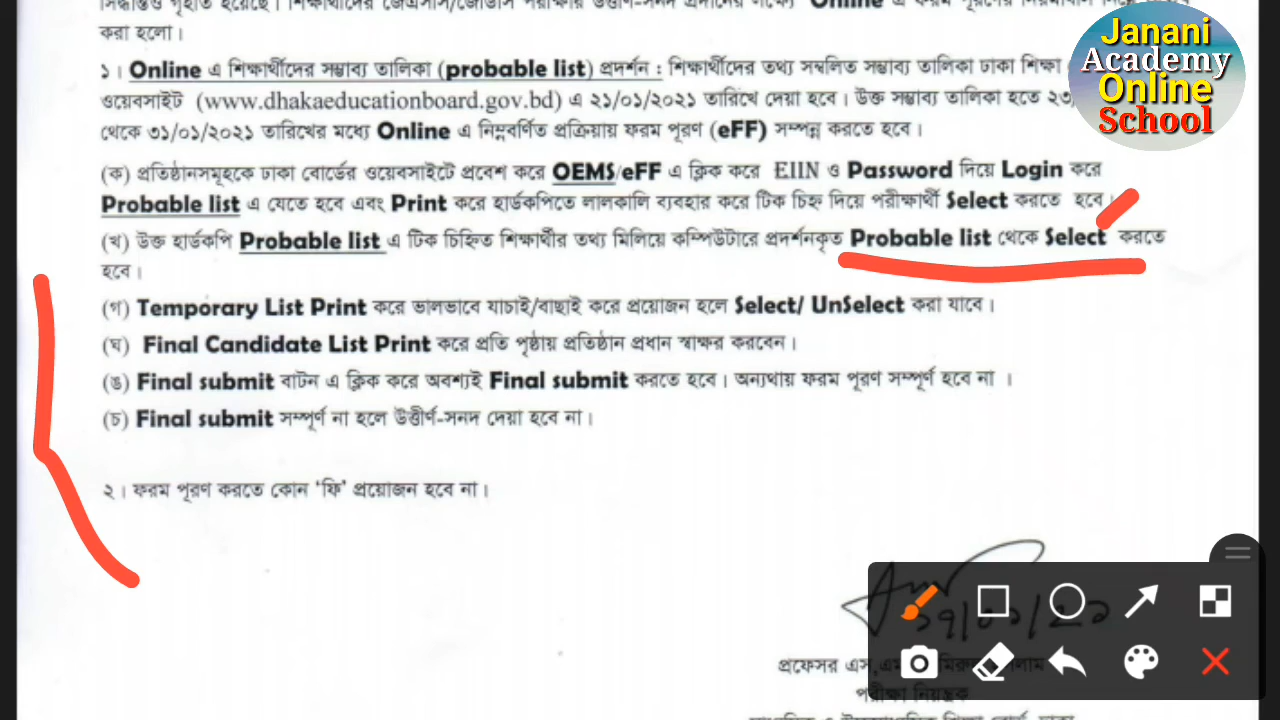 সিদ্ধান্ত গৃহীত হয়েছে। শিক্ষার্থীদের জেএসসি/জেডিসি পরীক্ষার উত্তীর্ণ-সনদ প্রদানের লক্ষ্যে Online এ ফরম পূরণের
করা হলো।
Janani
Academy
Online
School
১। Online এ শিক্ষার্থীদের সম্ভাব্য তালিকা (probable list) প্রদর্শন : শিক্ষার্থীদের তথ্য সম্বলিত সম্ভাব্য তালিকা ঢাকা শিক্ষা
ওয়েবসাইট (www.dhakaeducationboard.gov.bd) এ ২১/০১/২০২১ তারিখে দেয়া হবে। উক্ত সম্ভাব্য তালিকা হতে ২৩/
থেকে ৩১/০১/২০২১ তারিখের মধ্যে Online এ নিম্নবর্ণিত প্রক্রিয়ায় ফরম পূরণ (eFF) সম্পন্ন করতে হবে।
(ক) প্রতিষ্ঠানসমূহকে ঢাকা বোর্ডের ওয়েবসাইটে প্রবেশ করে OEMS/eFF এ ক্লিক করে EIIN ও Password দিয়ে Login করে
Probable list এ যেতে হবে এবং Print করে হার্ডকপিতে লালকালি ব্যবহার করে টিক চিহ্ন দিয়ে পরীক্ষার্থী Select করতে হবে।
(খ) উক্ত হার্ডকপি Probable list এ টিক চিহ্নিত শিক্ষার্থীর তথ্য মিলিয়ে কম্পিউটারে প্রদর্শনকৃত Probable list থেকে Select করতে
হবে।
(গ) Temporary List Print করে ভালভাবে যাচাই/বাছাই করে প্রয়োজন হলে Select/ UnSelect করা যাবে।
(ঘ) Final Candidate List Print করে প্রতি পৃষ্ঠায় প্রতিষ্ঠান প্রধান স্বাক্ষর করবেন।
(ঙ) Final submit বাটন এ ক্লিক করে অবশ্যই Final submit করতে হবে। অন্যথায় ফরম পূরণ সম্পূর্ণ হবে না ।
(চ) Final submit সম্পূর্ণ না হলে উত্তীর্ণ-সনদ দেয়া হবে না।
২। ফরম পূরণ করতে কোন ‘ফি’ প্রয়োজন হবে না।
১৭/০১/২১
প্রফেসর এস,এম
পরীক্ষা নিয়ন্ত্রক